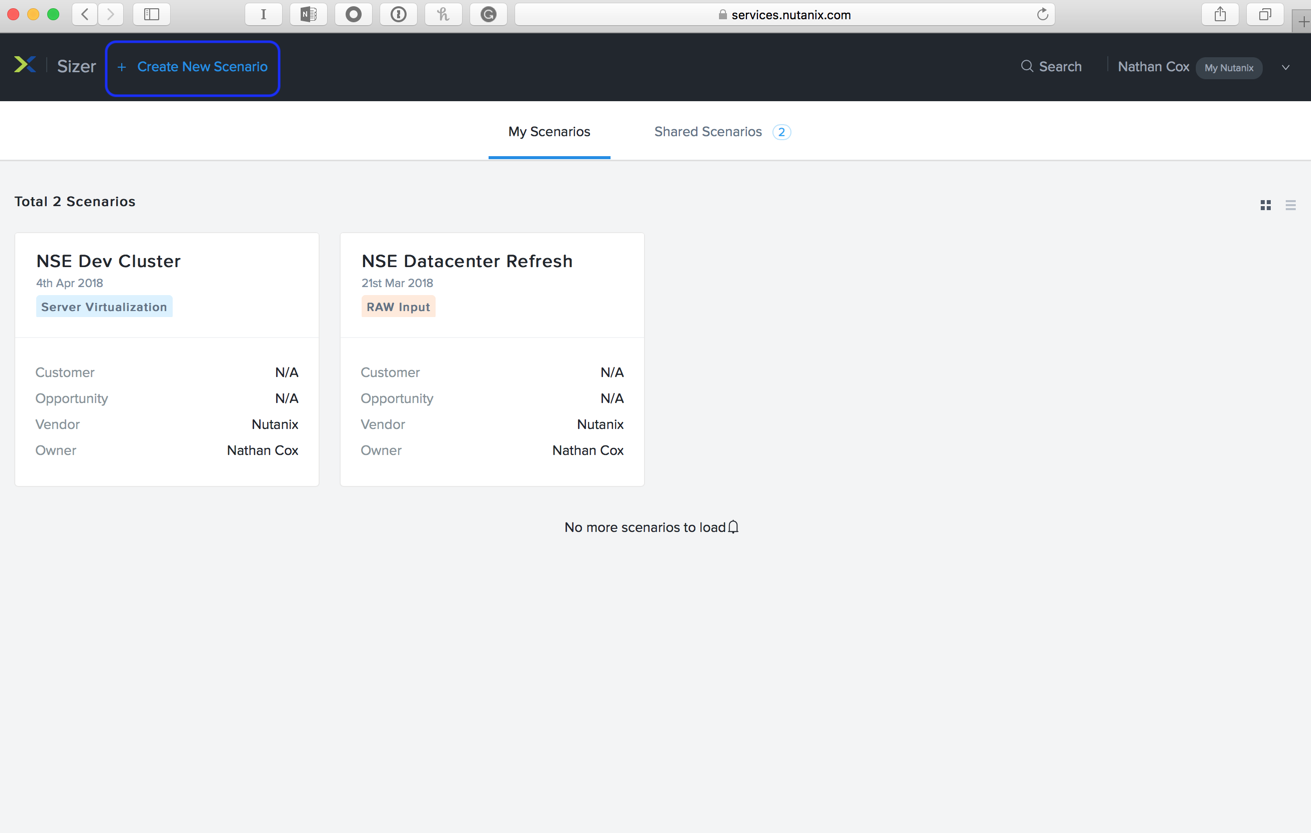 services.nutanix.com
Sizer + Create New Scenario Search Nathan Cox My Nutanix
My Scenarios Shared Scenarios 2
Total 2 Scenarios
NSE Dev Cluster
4th Apr 2018
Server Virtualization
Customer N/A
Opportunity N/A
Vendor Nutanix
Owner Nathan Cox
NSE Datacenter Refresh
21st Mar 2018
RAW Input
Customer N/A
Opportunity N/A
Vendor Nutanix
Owner Nathan Cox
No more scenarios to load